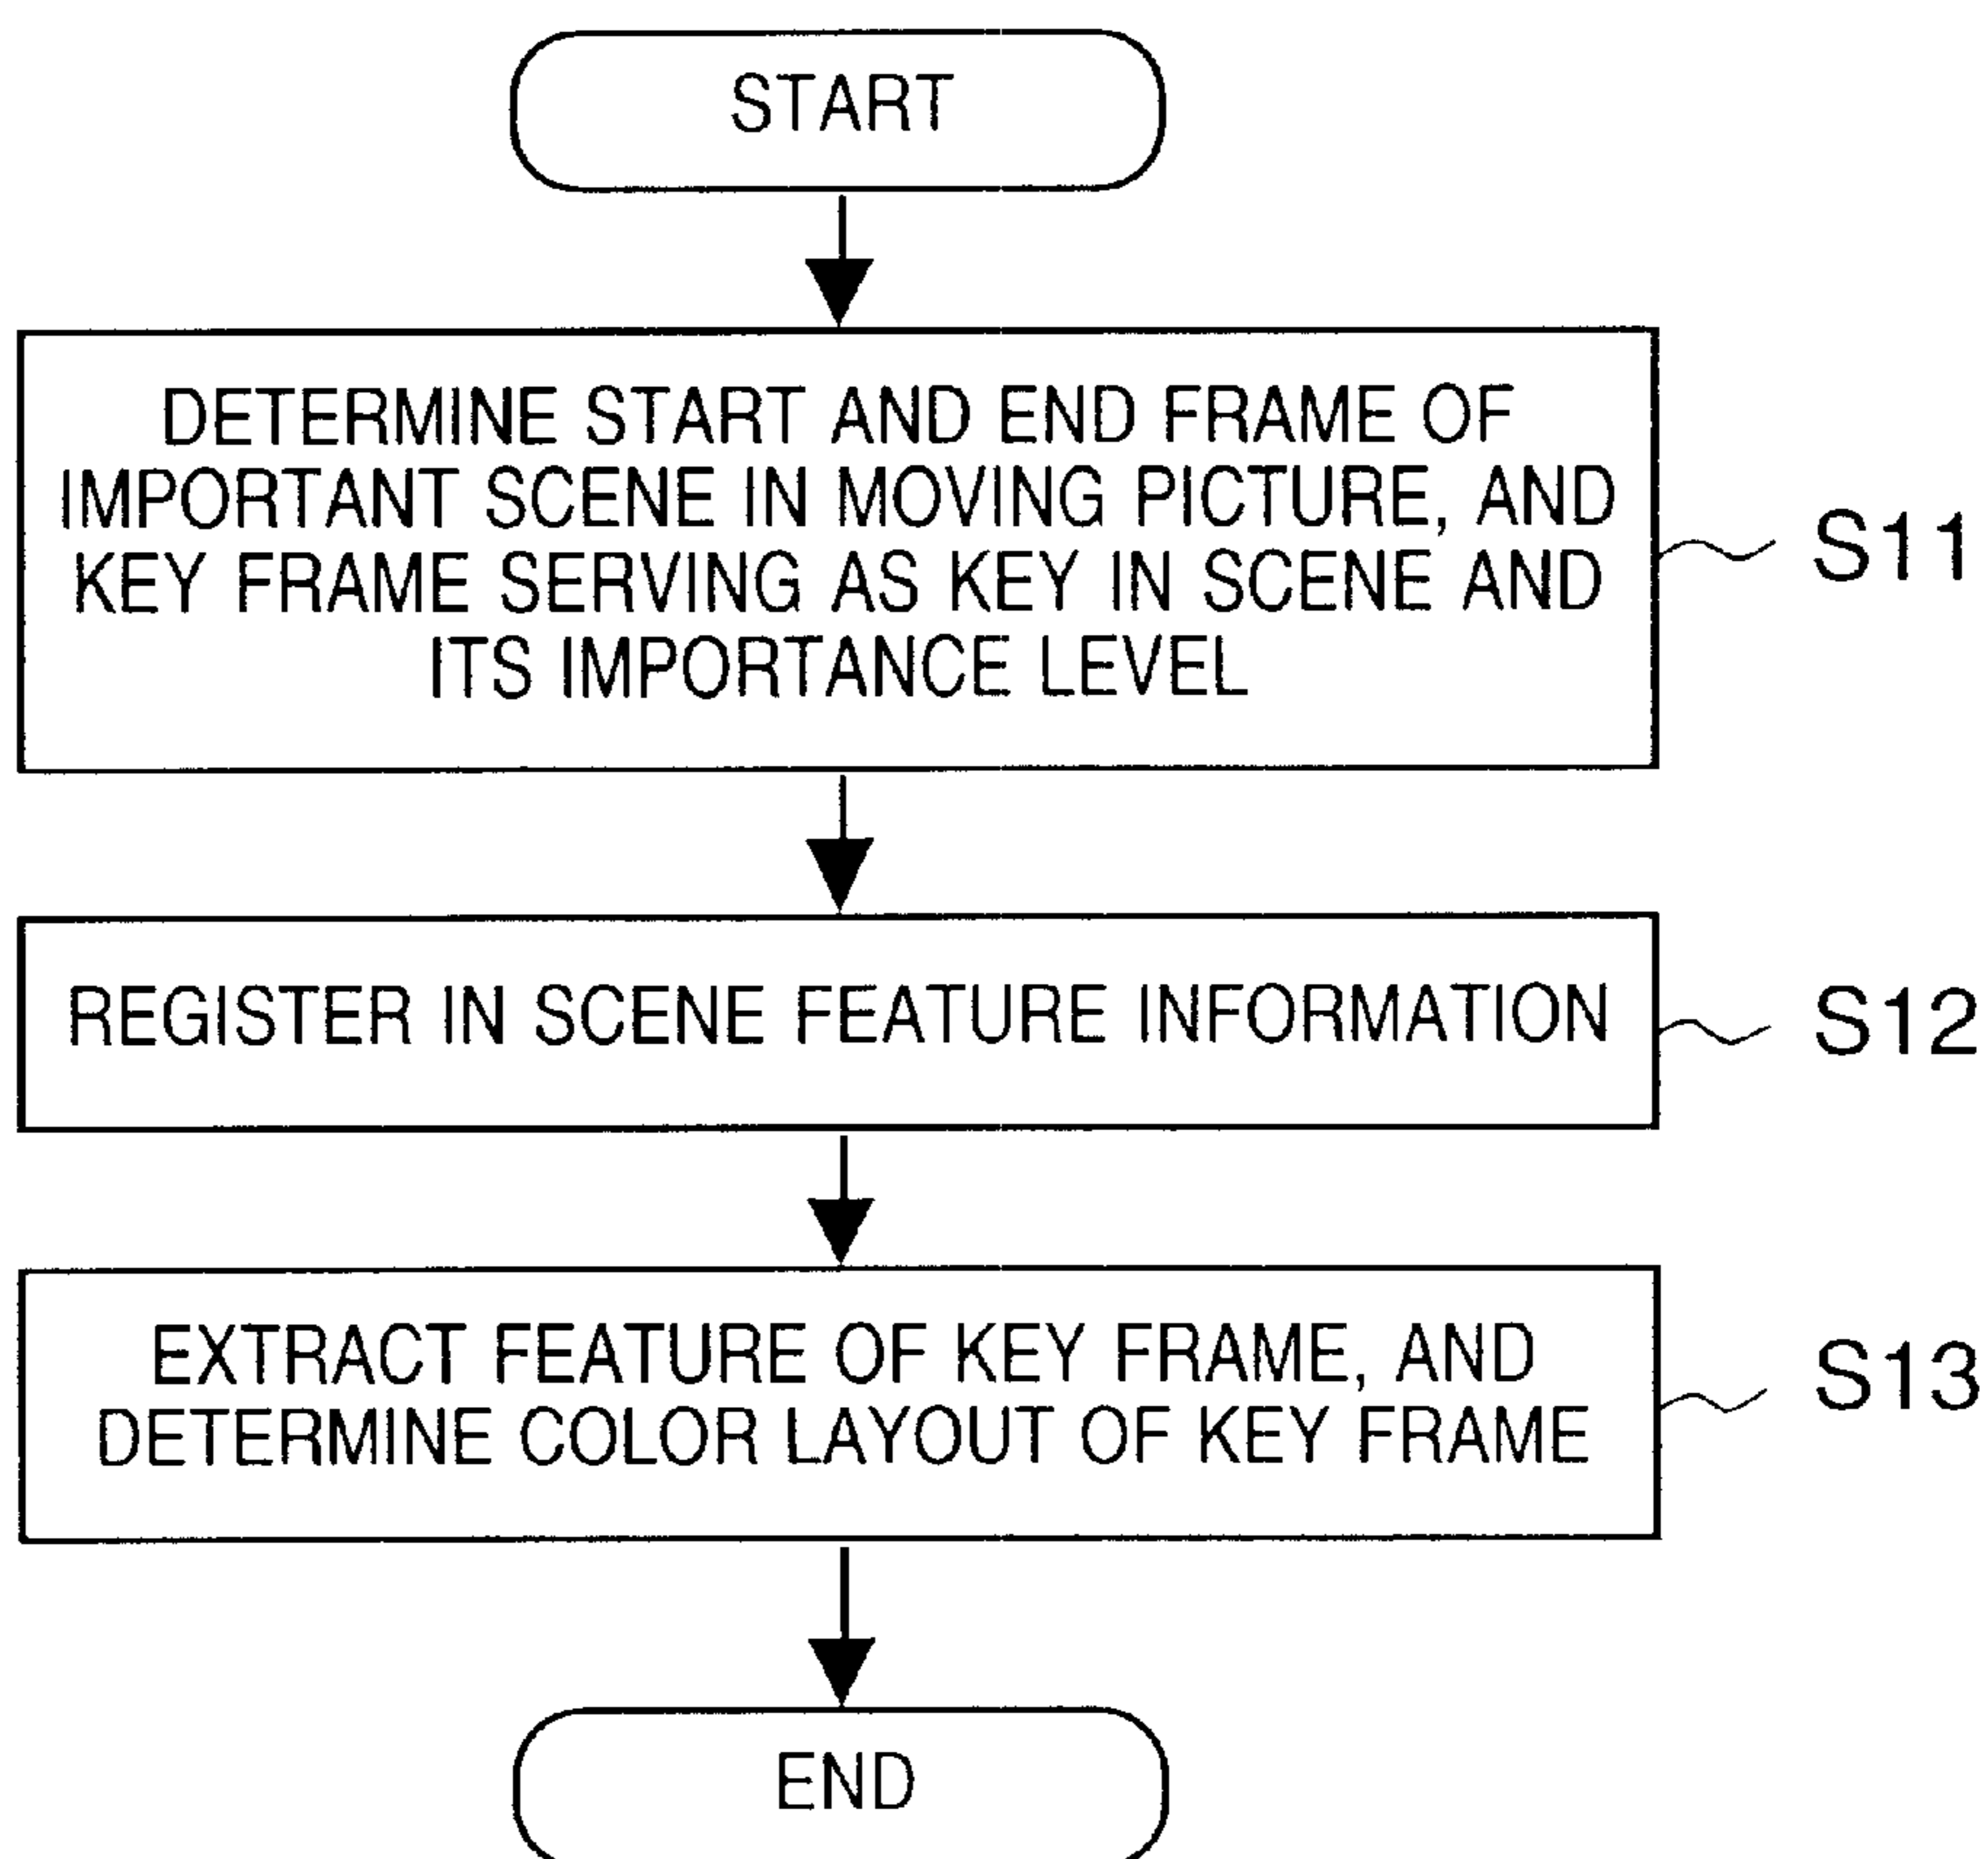 START
DETERMINE START AND END FRAME OF
IMPORTANT SCENE IN MOVING PICTURE, AND
KEY FRAME SERVING AS KEY IN SCENE AND
ITS IMPORTANCE LEVEL
S11
REGISTER IN SCENE FEATURE INFORMATION
S12
EXTRACT FEATURE OF KEY FRAME, AND
DETERMINE COLOR LAYOUT OF KEY FRAME
S13
END